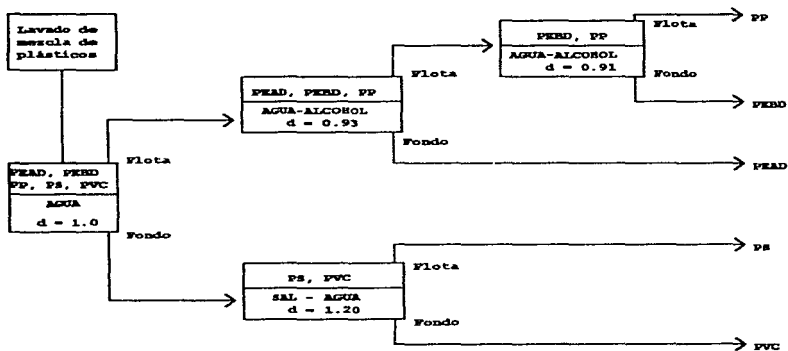 Lavado de
mezcla de
plásticos
PEAD, PEBD
PP, PS, PVC
AGUA
d = 1.0
Flota
Fondo
PEAD, PEBD, PP
AGUA-ALCOHOL
d = 0.93
Flota
Fondo
PEBD, PP
AGUA-ALCOHOL
d = 0.91
Flota
Fondo
PP
PEBD
PEAD
PS, PVC
SAL - AGUA
d = 1.20
Flota
Fondo
PS
PVC